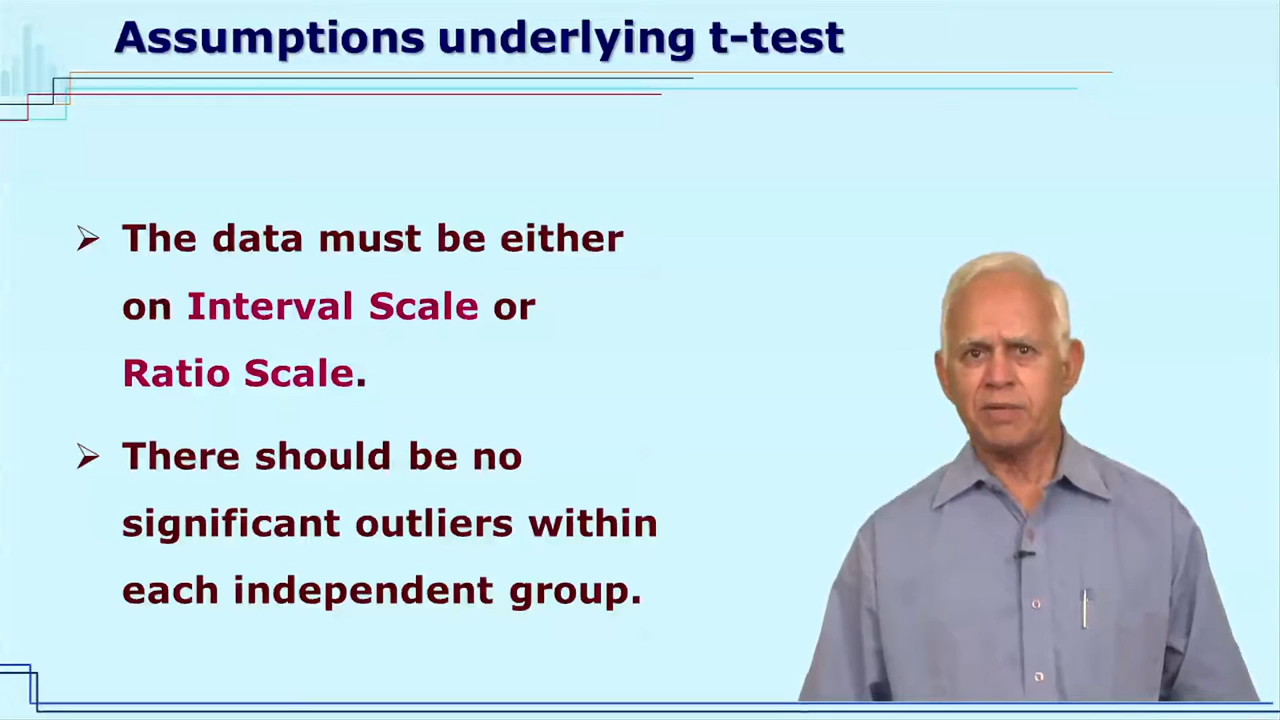 Assumptions underlying t-test
The data must be either
on Interval Scale or
Ratio Scale.
There should be no
significant outliers within
each independent group.